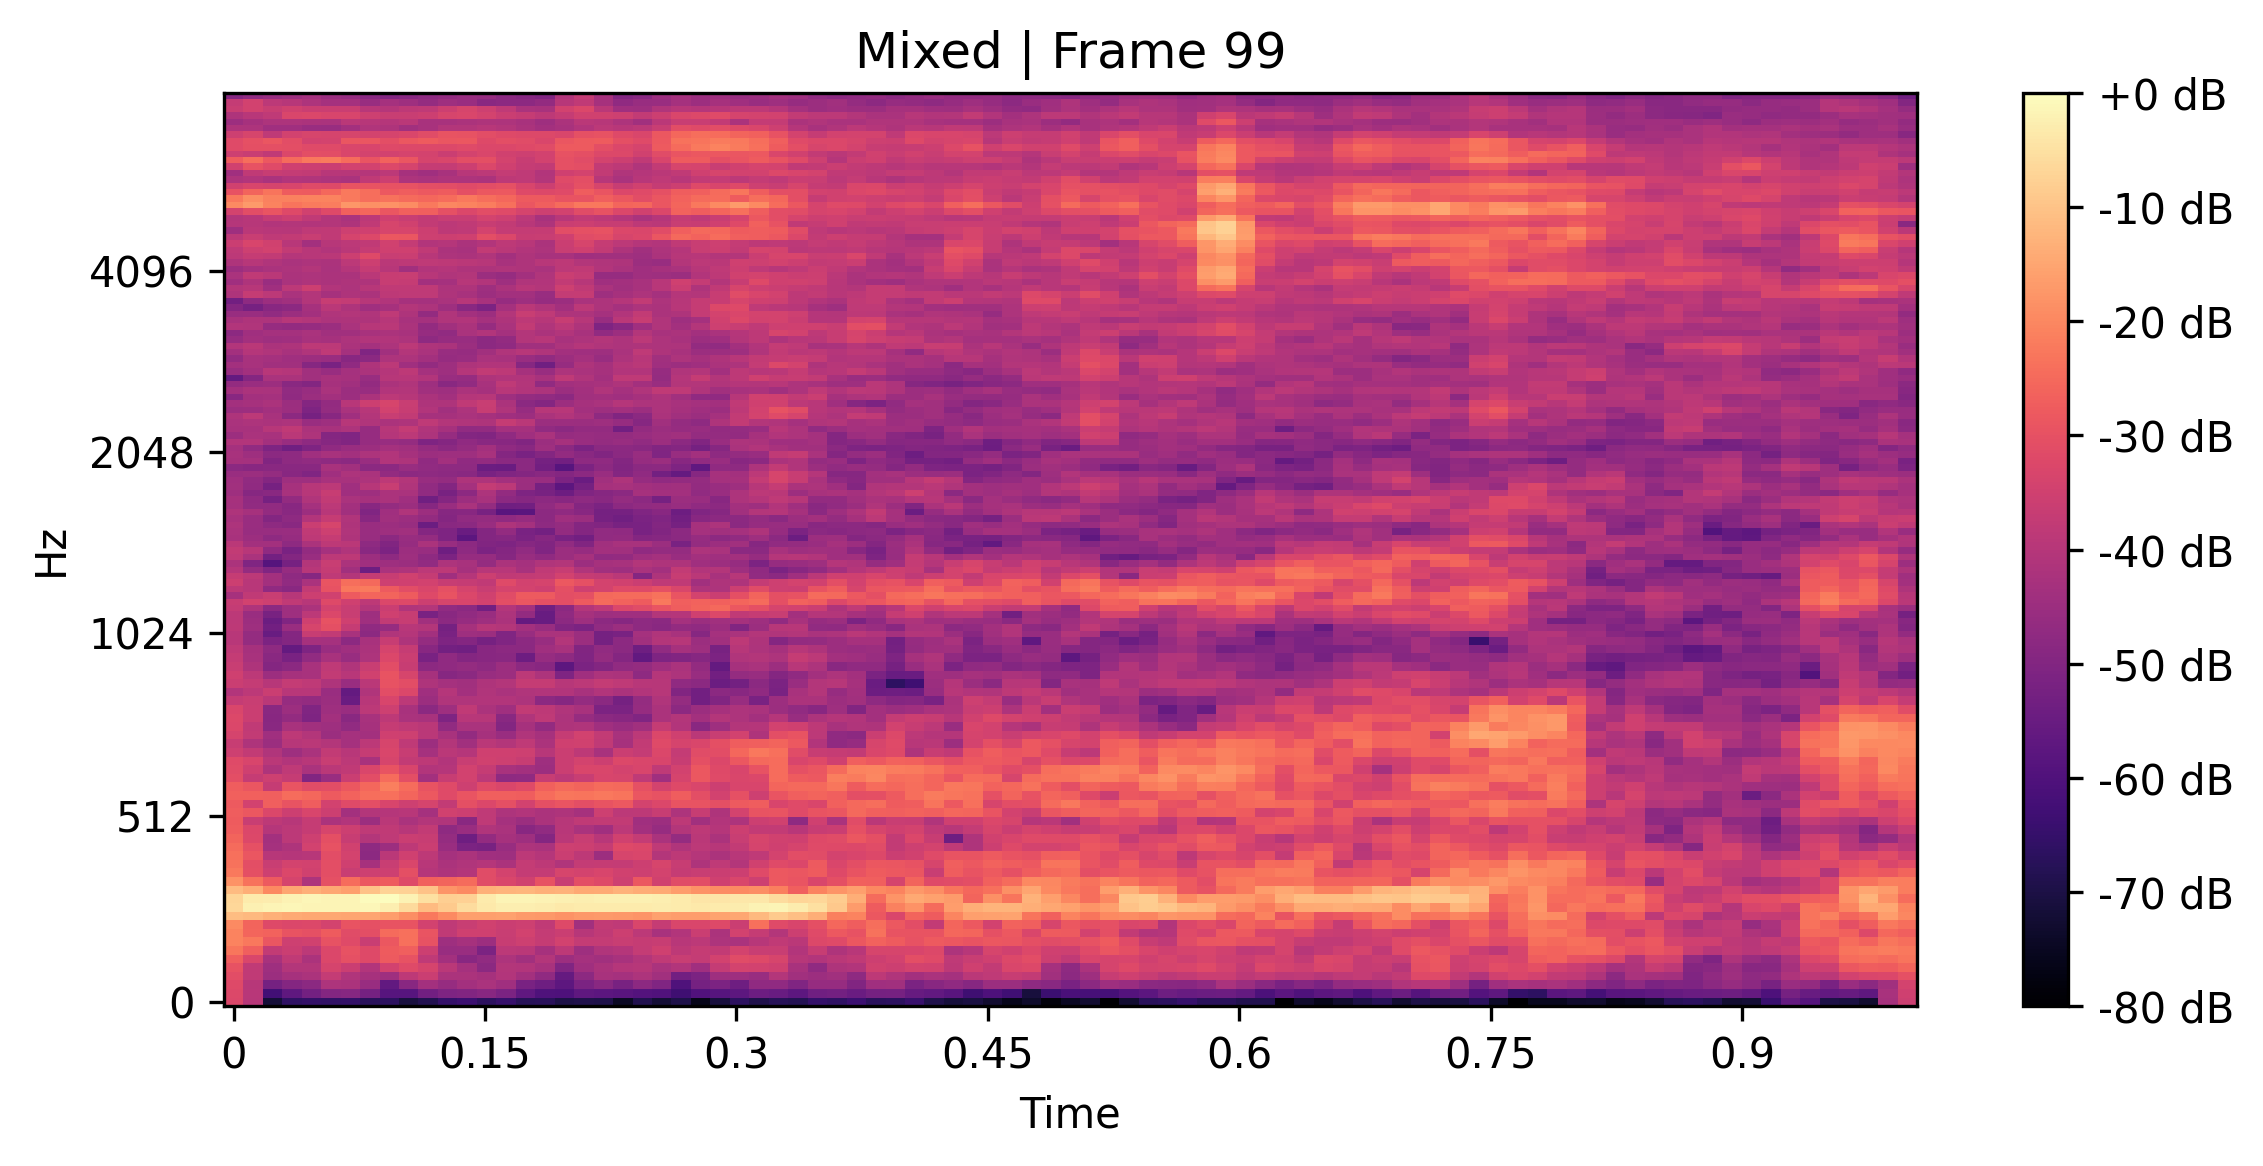 Mixed | Frame 99
Hz
4096
2048
1024
512
0
0 0.15 0.3 0.45 0.6 0.75 0.9
Time
+0 dB
-10 dB
-20 dB
-30 dB
-40 dB
-50 dB
-60 dB
-70 dB
-80 dB